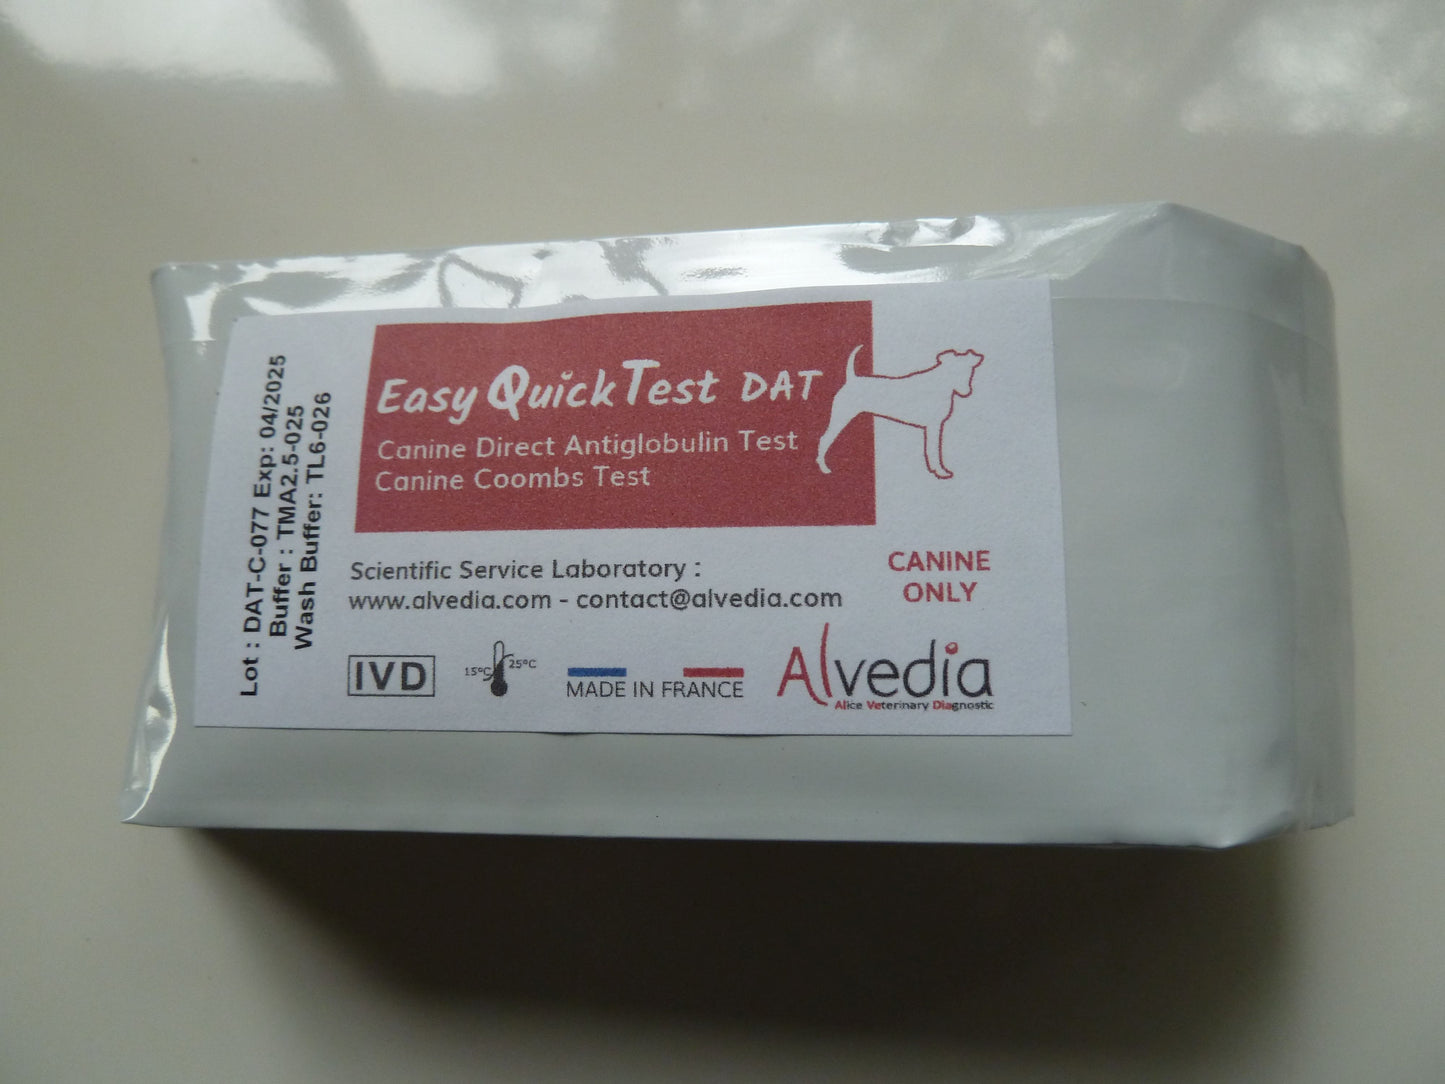 Lot : DAT-C-077 Exp: 04/2025
Buffer : TMA2.5-025
Wash Buffer: TL6-026
Easy QuickTest DAT
Canine Direct Antiglobulin Test
Canine Coombs Test
Scientific Service Laboratory :
www.alvedia.com - contact@alvedia.com
CANINE
ONLY
IVD
15°C 25°C
MADE IN FRANCE
Alvedia
Alice Veterinary Diagnostic